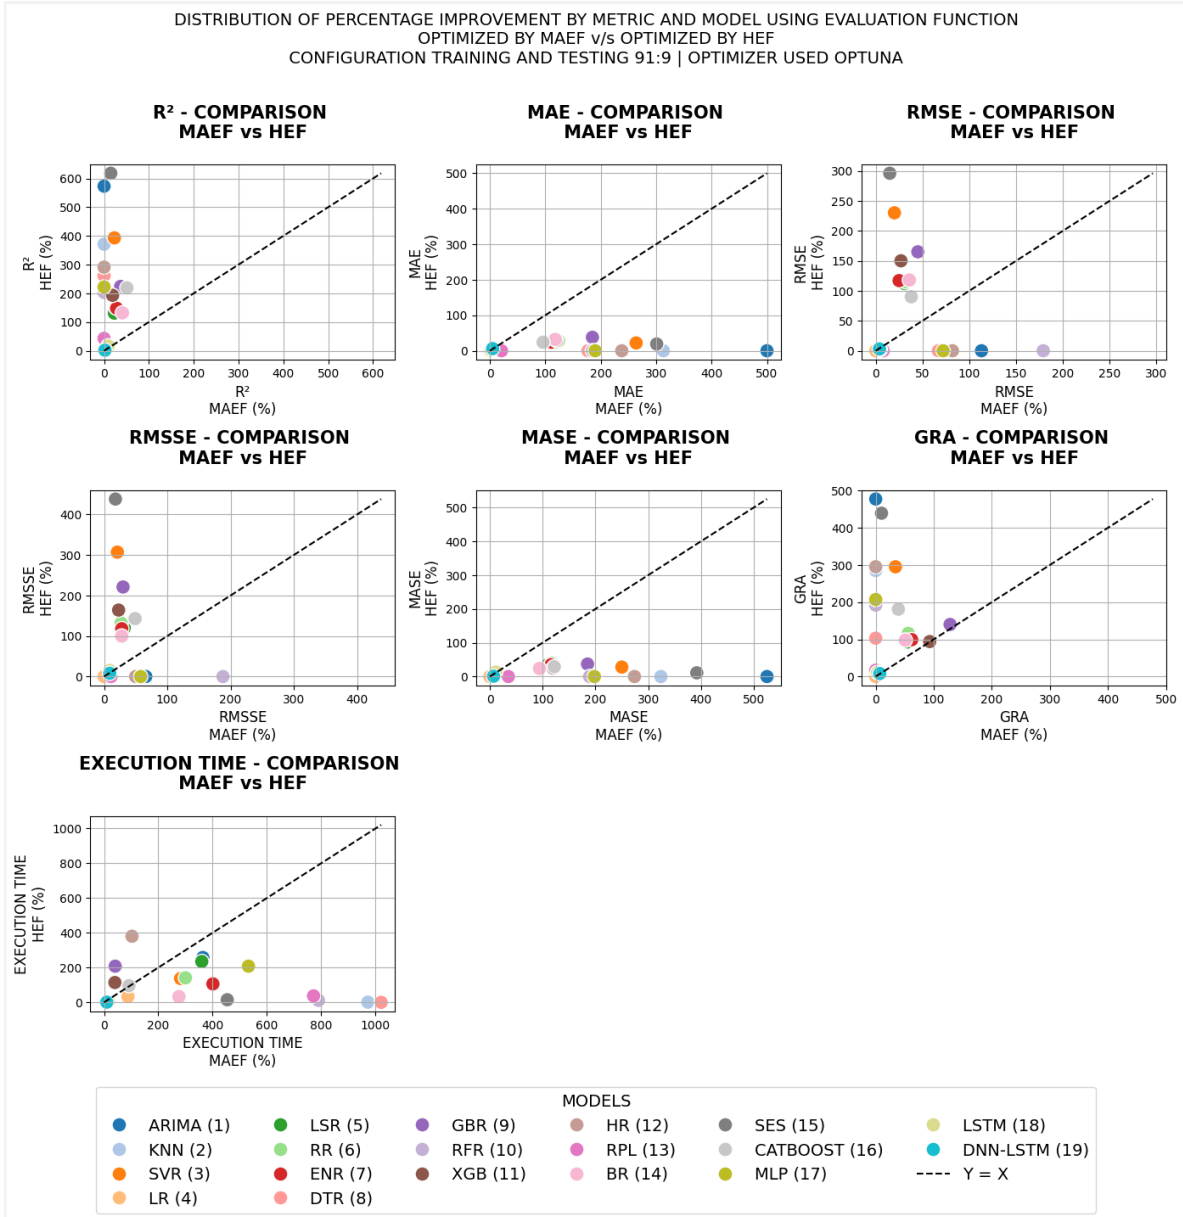 DISTRIBUTION OF PERCENTAGE IMPROVEMENT BY METRIC AND MODEL USING EVALUATION FUNCTION
OPTIMIZED BY MAEF v/s OPTIMIZED BY HEF
CONFIGURATION TRAINING AND TESTING 91:9 | OPTIMIZER USED OPTUNA
R² - COMPARISON
MAEF vs HEF
600
500
400
300
200
100
0
R²
HEF (%)
0 100 200 300 400 500 600
R²
MAEF (%)
MAE - COMPARISON
MAEF vs HEF
500
400
300
200
100
0
MAE
HEF (%)
0 100 200 300 400 500
MAE
MAEF (%)
RMSE - COMPARISON
MAEF vs HEF
300
250
200
150
100
50
0
RMSE
HEF (%)
0 50 100 150 200 250 300
RMSE
MAEF (%)
RMSSE - COMPARISON
MAEF vs HEF
400
300
200
100
0
RMSSE
HEF (%)
0 100 200 300 400
RMSSE
MAEF (%)
MASE - COMPARISON
MAEF vs HEF
500
400
300
200
100
0
MASE
HEF (%)
0 100 200 300 400 500
MASE
MAEF (%)
GRA - COMPARISON
MAEF vs HEF
500
400
300
200
100
0
GRA
HEF (%)
0 100 200 300 400 500
GRA
MAEF (%)
EXECUTION TIME - COMPARISON
MAEF vs HEF
1000
800
600
400
200
0
EXECUTION TIME
HEF (%)
0 200 400 600 800 1000
EXECUTION TIME
MAEF (%)
MODELS
ARIMA (1) LSR (5) GBR (9) HR (12) SES (15) LSTM (18)
KNN (2) RR (6) RFR (10) RPL (13) CATBOOST (16) DNN-LSTM (19)
SVR (3) ENR (7) XGB (11) BR (14) MLP (17) Y = X
LR (4) DTR (8)